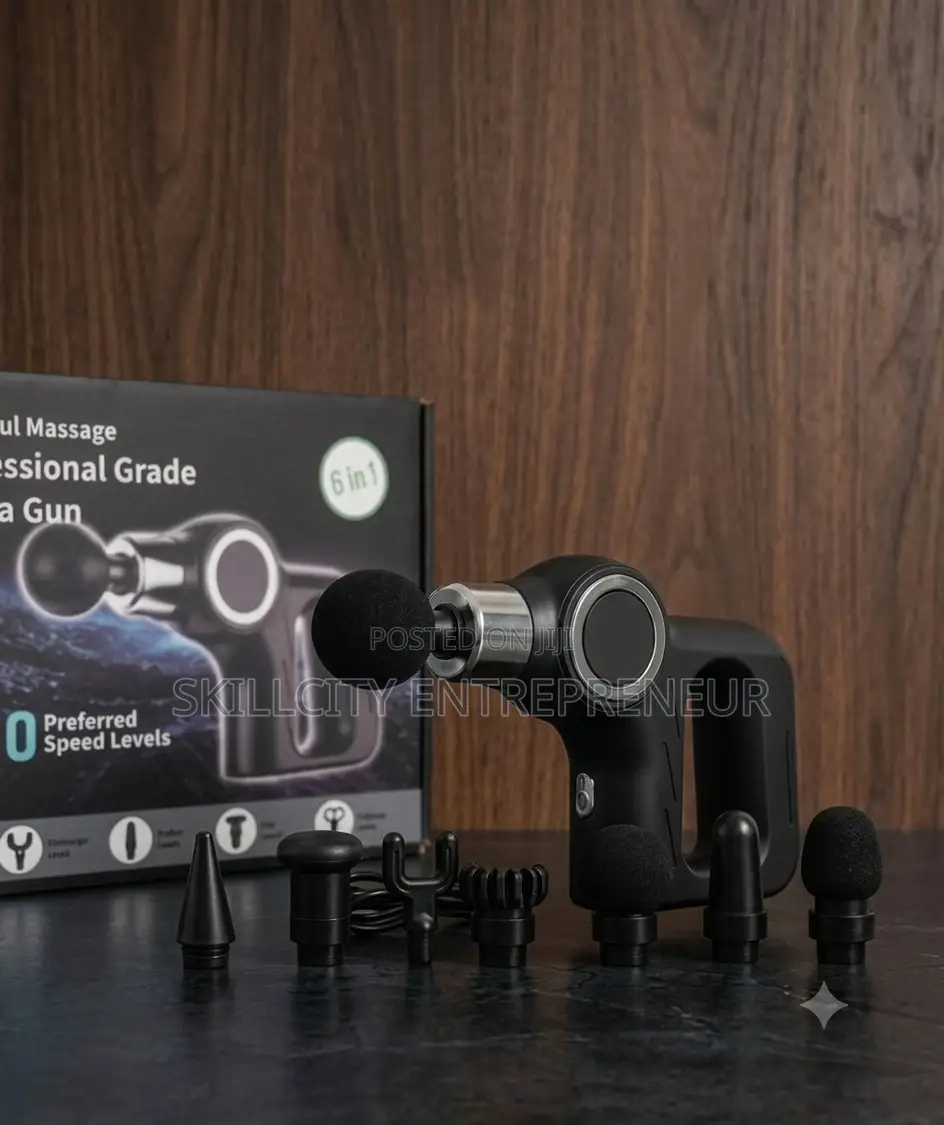 ul Massage
essional Grade
a Gun
6 in 1
0 Preferred
Speed Levels
POSTED ON JIJI
SKILLCITY ENTREPRENEUR